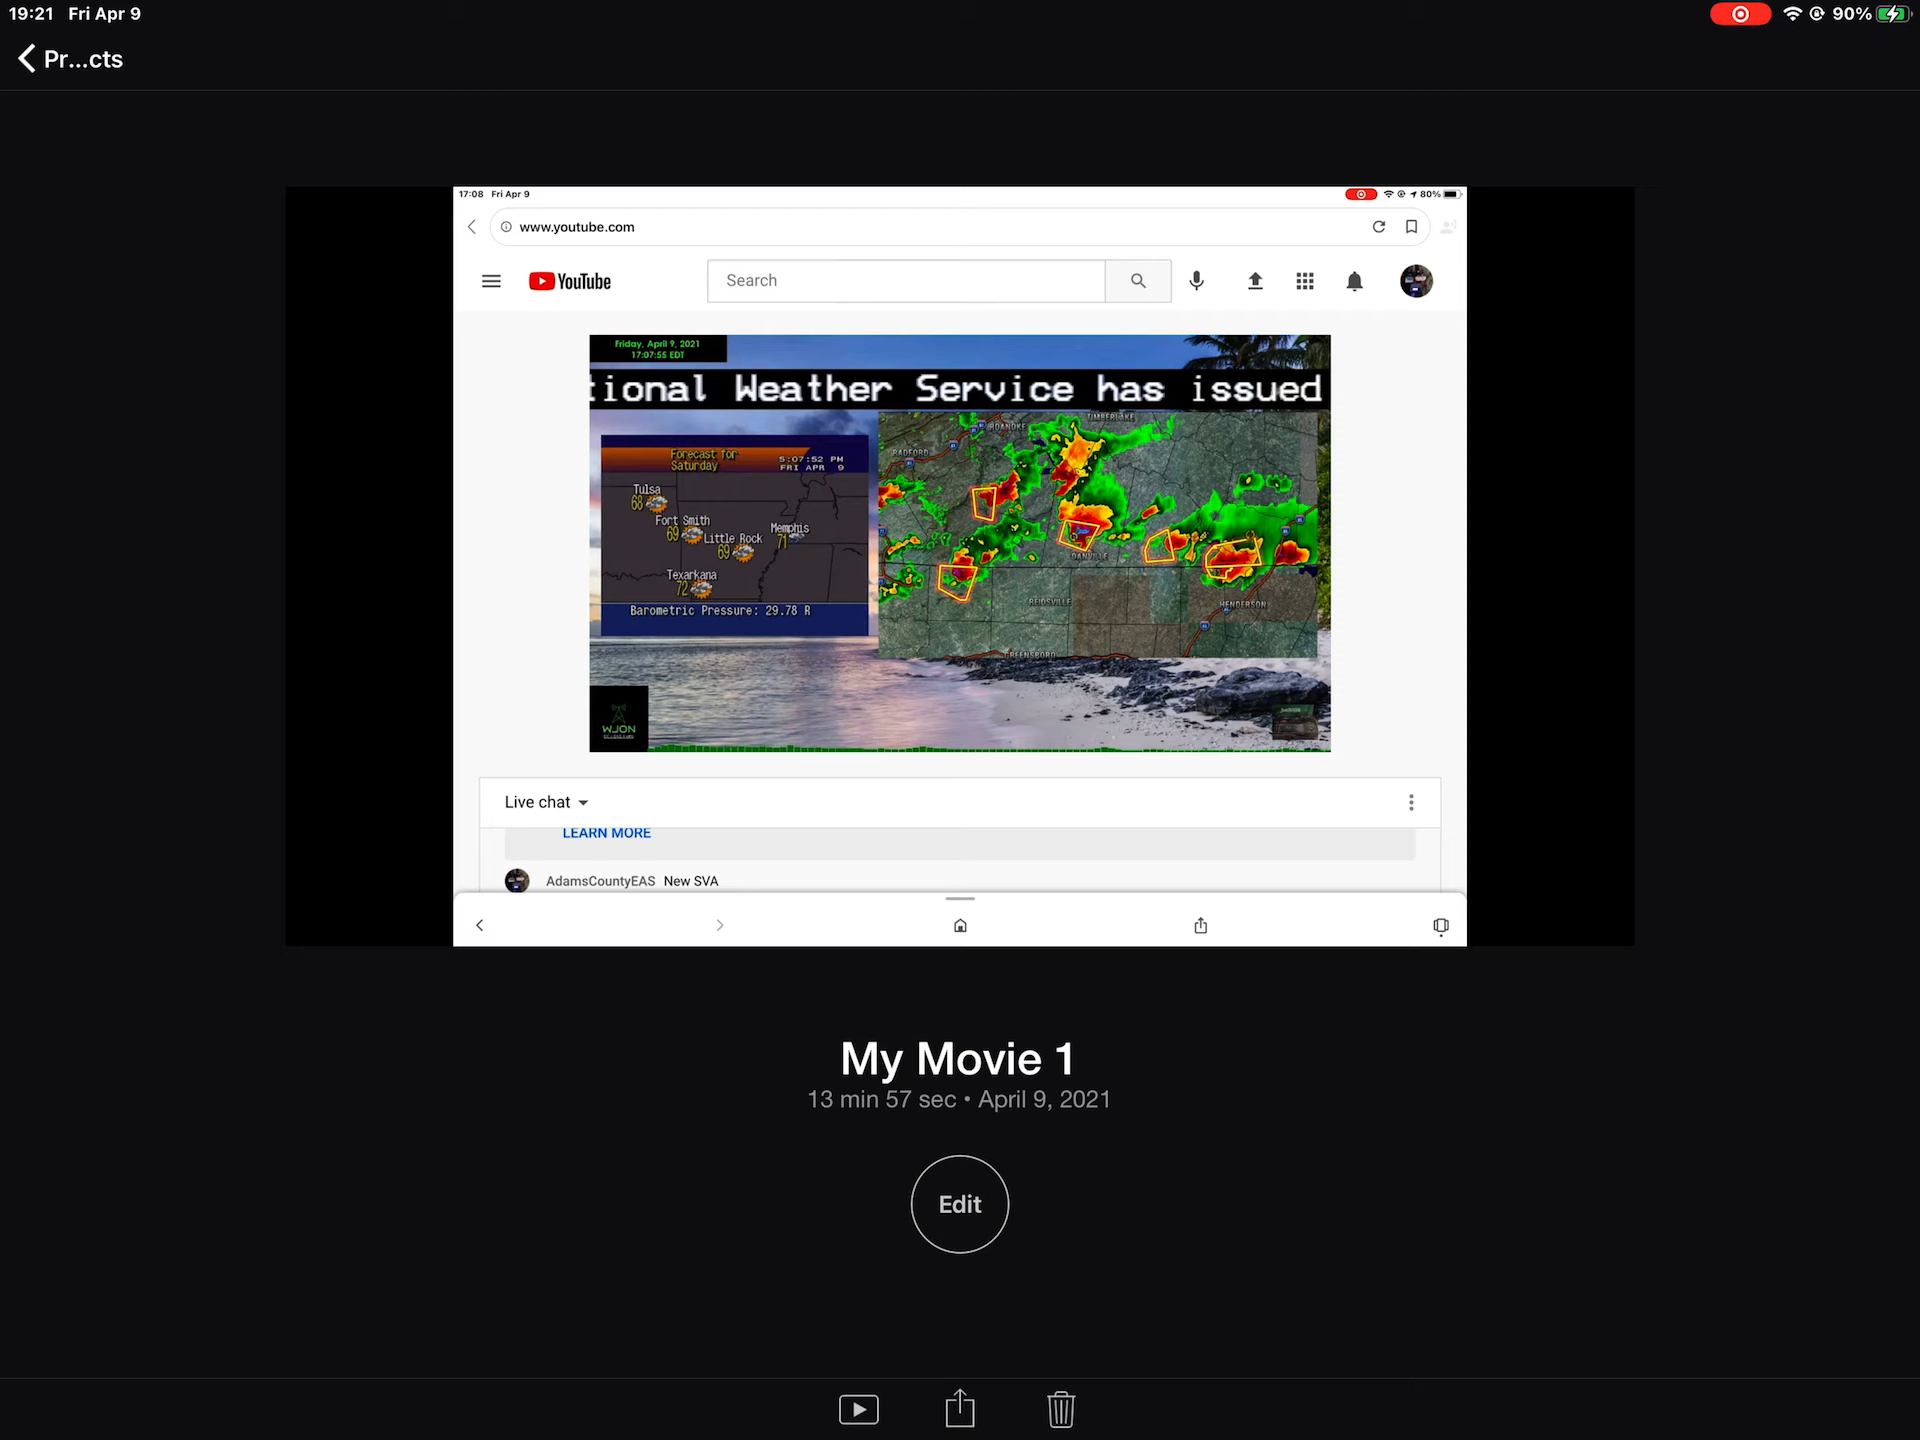 19:21 Fri Apr 9
90%
Pr...cts
17:08 Fri Apr 9
80%
www.youtube.com
YouTube
Search
Friday, April 9, 2021
17:07:55 EDT
tional Weather Service has issued
Forecast for
Saturday
5:07:52 PM
FRI APR 9
Tulsa
68
Fort Smith
69
Little Rock
69
Memphis
71
Texarkana
72
Barometric Pressure: 29.78 R
TIMBERLAKE
ROANOKE
RADFORD
DANVILLE
REIDSVILLE
HENDERSON
GREENSBORO
WJON
Live chat
LEARN MORE
AdamsCountyEAS New SVA
My Movie 1
13 min 57 sec • April 9, 2021
Edit